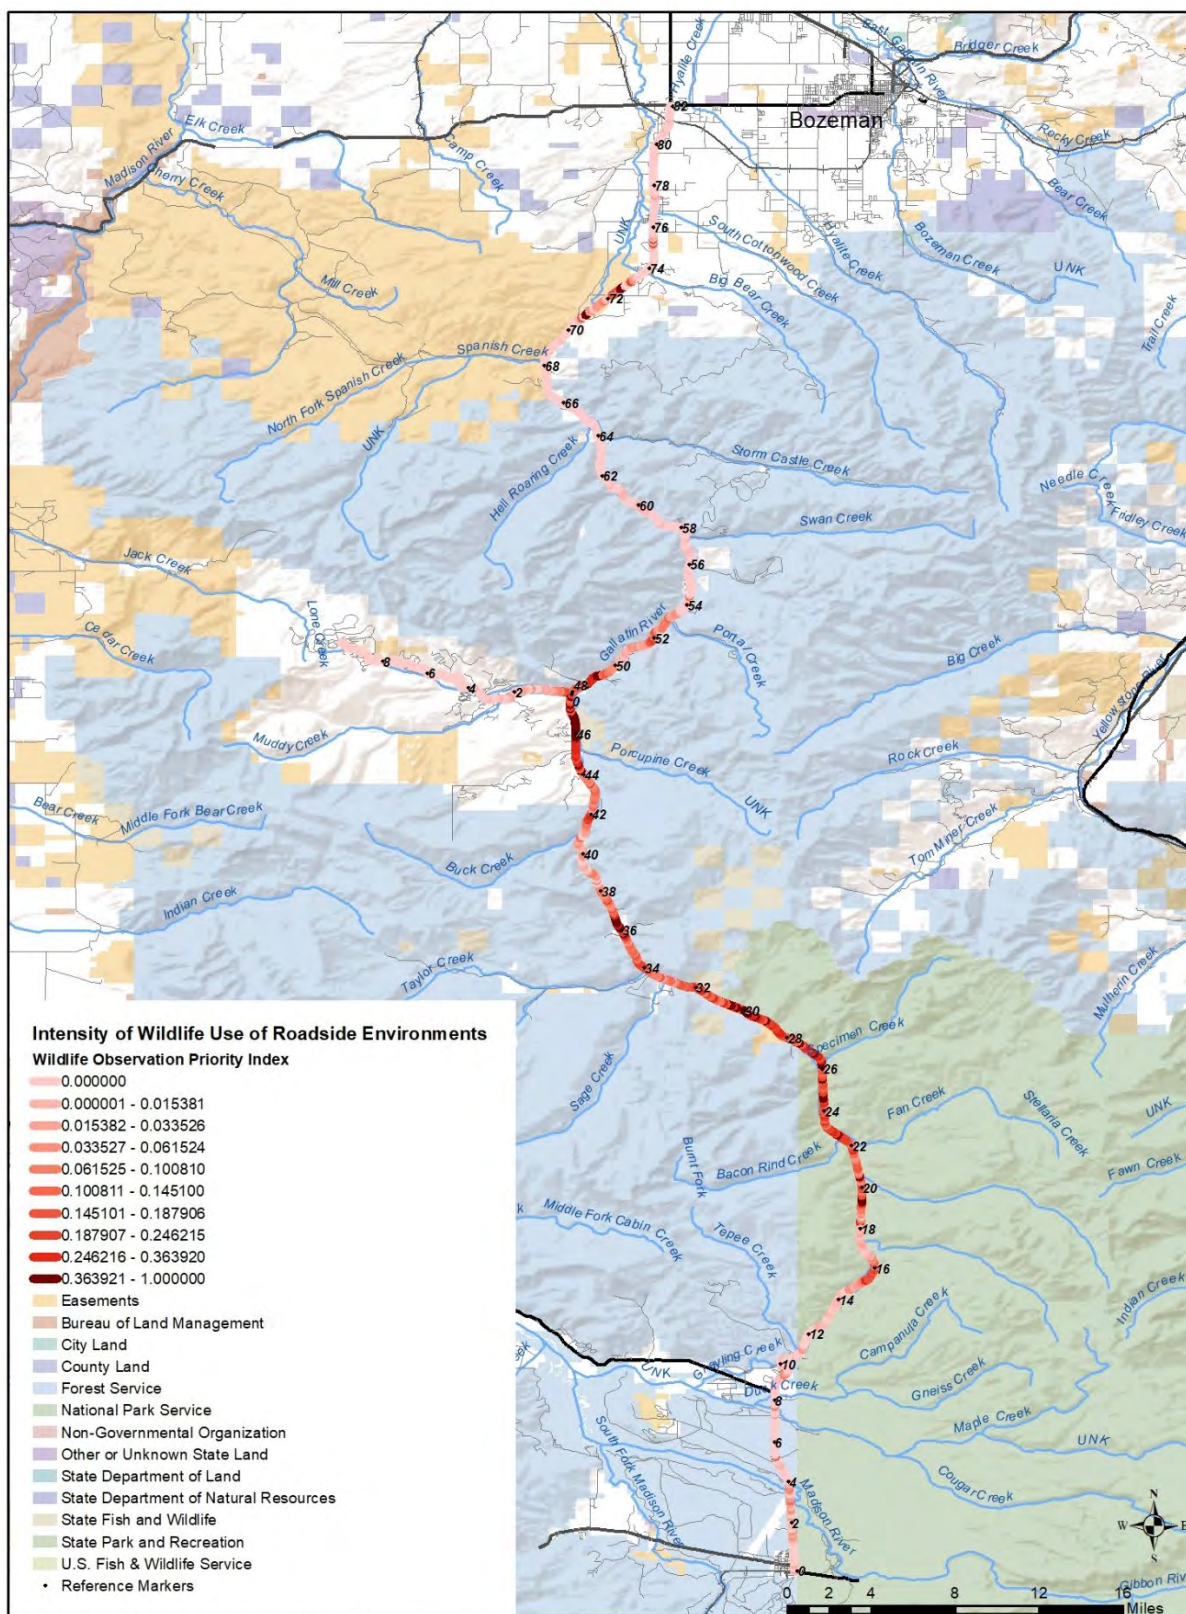 Hyalite Creek
East Gallatin River
Bridger Creek
82
Bozeman
Rocky Creek
Elk Creek
Madison River
Cherry Creek
Camp Creek
80
78
76
UNK
South Cottonwood Creek
Hyalite Creek
Bear Creek
Bozeman Creek
UNK
Mill Creek
74
Big Bear Creek
72
70
Trail Creek
Spanish Creek
68
North Fork Spanish Creek
66
UNK
64
Hell Roaring Creek
Storm Castle Creek
62
Needle Creek
60
Swan Creek
Fridley Creek
58
56
Jack Creek
54
Lone Creek
Gallatin River
Portal Creek
52
Cedar Creek
Big Creek
50
8
6
4
2
48
0
Yellowstone River
46
Muddy Creek
Porcupine Creek
Rock Creek
44
UNK
Bear Creek
Middle Fork Bear Creek
42
Tom Miner Creek
Buck Creek
40
38
Indian Creek
36
34
Taylor Creek
32
Mulherin Creek
30
28
Specimen Creek
26
Sage Creek
24
Fan Creek
Stellaria Creek
UNK
22
Burnt Fork
Bacon Rind Creek
Fawn Creek
20
Middle Fork Cabin Creek
Tepee Creek
18
16
14
Indian Creek
12
Campanula Creek
10
Grayling Creek
UNK
Duck Creek
Gneiss Creek
8
Maple Creek
UNK
6
South Fork Madison River
4
Madison River
Cougar Creek
2
0
Gibbon Riv
Intensity of Wildlife Use of Roadside Environments
Wildlife Observation Priority Index
0.000000
0.000001 - 0.015381
0.015382 - 0.033526
0.033527 - 0.061524
0.061525 - 0.100810
0.100811 - 0.145100
0.145101 - 0.187906
0.187907 - 0.246215
0.246216 - 0.363920
0.363921 - 1.000000
Easements
Bureau of Land Management
City Land
County Land
Forest Service
National Park Service
Non-Governmental Organization
Other or Unknown State Land
State Department of Land
State Department of Natural Resources
State Fish and Wildlife
State Park and Recreation
U.S. Fish & Wildlife Service
Reference Markers
N
W E
S
0 2 4 8 12 16
Miles